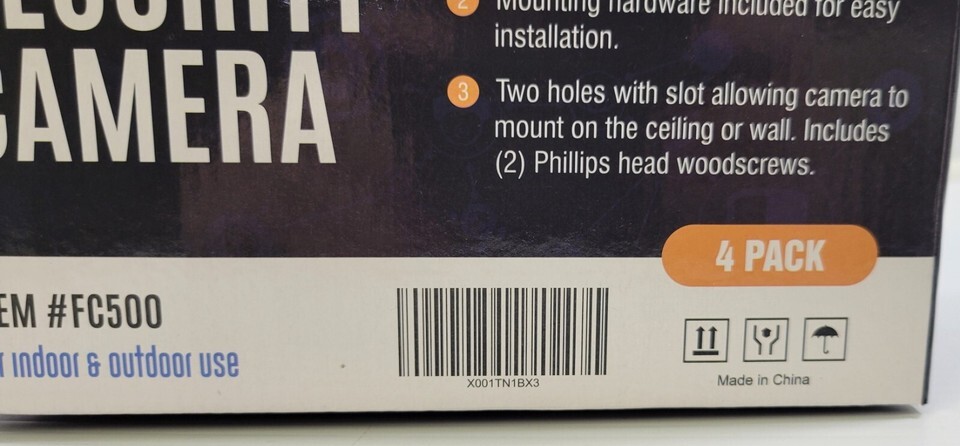 CAMERA
2 Mounting hardware included for easy
installation.
3 Two holes with slot allowing camera to
mount on the ceiling or wall. Includes
(2) Phillips head woodscrews.
4 PACK
#FC500
indoor & outdoor use
X001TN1BX3
Made in China